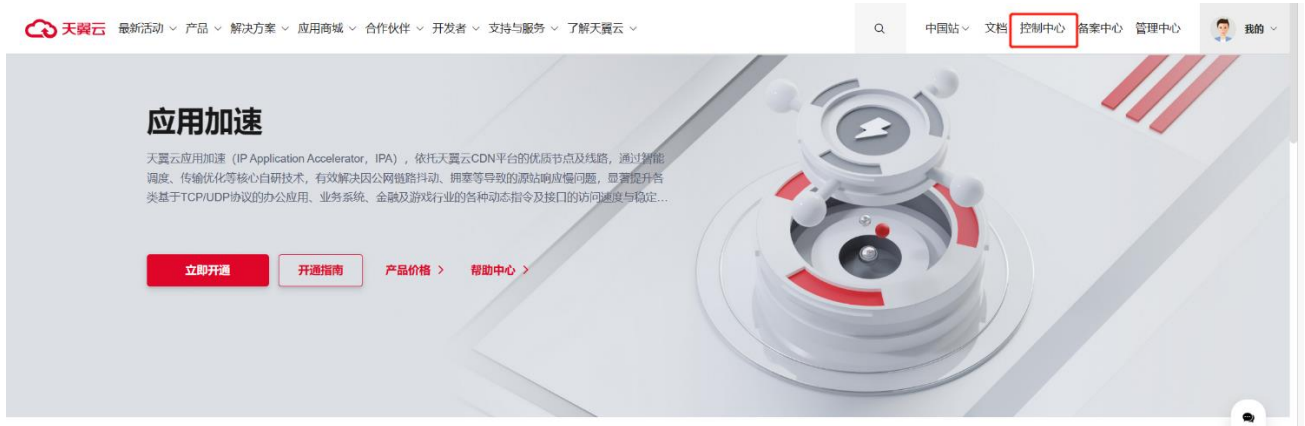 天翼云 最新活动 产品 解决方案 应用商城 合作伙伴 开发者 支持与服务 了解天翼云 中国站 文档 控制中心 备案中心 管理中心 我的
应用加速
天翼云应用加速（IP Application Accelerator，IPA），依托天翼云CDN平台的优质节点及线路，通过智能
调度、传输优化等核心自研技术，有效解决因公网链路抖动、拥塞等导致的源站响应慢问题，显著提升各
类基于TCP/UDP协议的办公应用、业务系统、金融及游戏行业的各种动态指令及接口的访问速度与稳定...
立即开通 开通指南 产品价格 > 帮助中心 >